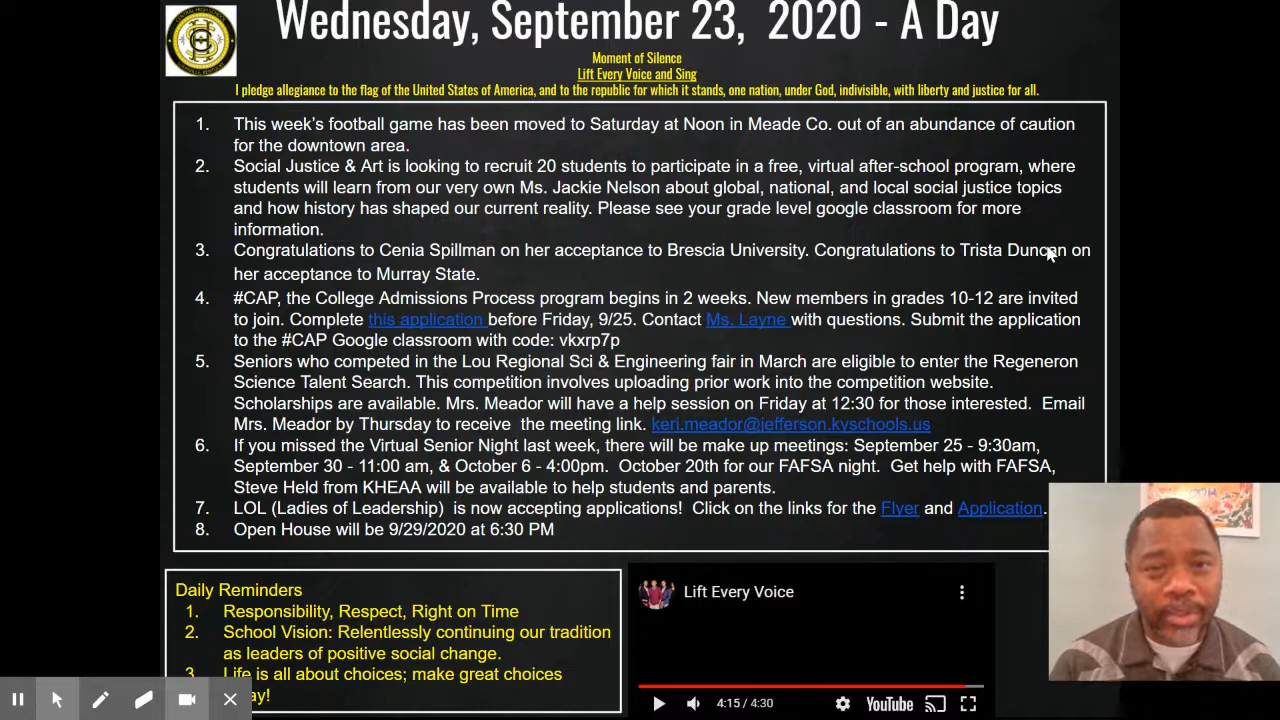 Wednesday, September 23, 2020 - A Day
Moment of Silence
Lift Every Voice and Sing
I pledge allegiance to the flag of the United States of America, and to the republic for which it stands, one nation, under God, indivisible, with liberty and justice for all.
1. This week's football game has been moved to Saturday at Noon in Meade Co. out of an abundance of caution
for the downtown area.
2. Social Justice & Art is looking to recruit 20 students to participate in a free, virtual after-school program, where
students will learn from our very own Ms. Jackie Nelson about global, national, and local social justice topics
and how history has shaped our current reality. Please see your grade level google classroom for more
information.
3. Congratulations to Cenia Spillman on her acceptance to Brescia University. Congratulations to Trista Duncan on
her acceptance to Murray State.
4. #CAP, the College Admissions Process program begins in 2 weeks. New members in grades 10-12 are invited
to join. Complete this application before Friday, 9/25. Contact Ms. Layne with questions. Submit the application
to the #CAP Google classroom with code: vkxrp7p
5. Seniors who competed in the Lou Regional Sci & Engineering fair in March are eligible to enter the Regeneron
Science Talent Search. This competition involves uploading prior work into the competition website.
Scholarships are available. Mrs. Meador will have a help session on Friday at 12:30 for those interested. Email
Mrs. Meador by Thursday to receive the meeting link. keri.meador@jefferson.kyschools.us
6. If you missed the Virtual Senior Night last week, there will be make up meetings: September 25 - 9:30am,
September 30 - 11:00 am, & October 6 - 4:00pm. October 20th for our FAFSA night. Get help with FAFSA,
Steve Held from KHEAA will be available to help students and parents.
7. LOL (Ladies of Leadership) is now accepting applications! Click on the links for the Flyer and Application.
8. Open House will be 9/29/2020 at 6:30 PM
Daily Reminders
1. Responsibility, Respect, Right on Time
2. School Vision: Relentlessly continuing our tradition
as leaders of positive social change.
3. Life is all about choices; make great choices
ay!
Lift Every Voice
4:15 / 4:30
YouTube